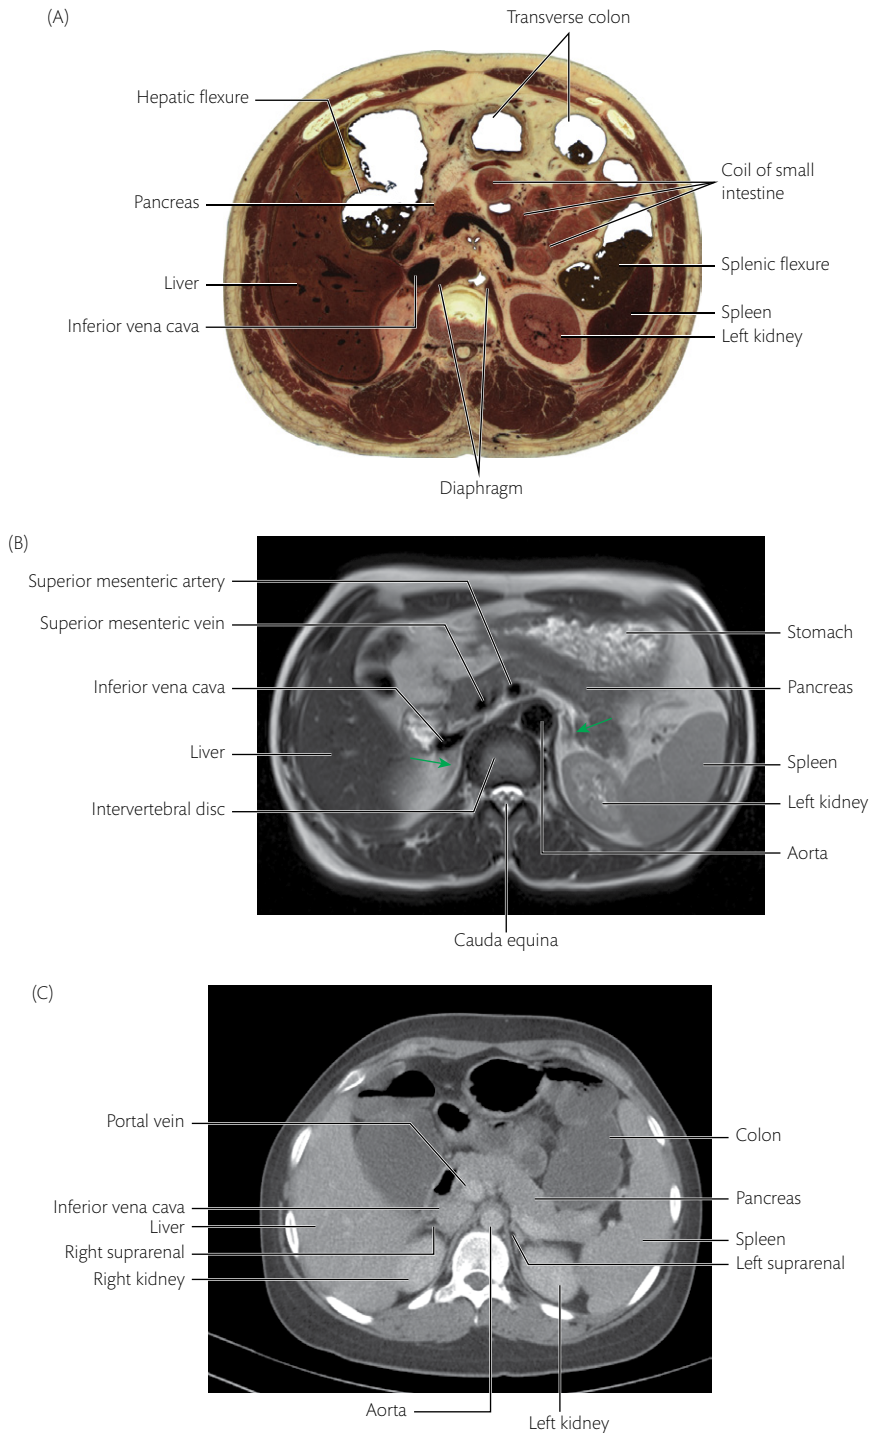 (A)
Transverse colon
Hepatic flexure
Pancreas
Liver
Inferior vena cava
Coil of small
intestine
Splenic flexure
Spleen
Left kidney
Diaphragm
(B)
Superior mesenteric artery
Superior mesenteric vein
Inferior vena cava
Liver
Intervertebral disc
Stomach
Pancreas
Spleen
Left kidney
Aorta
Cauda equina
(C)
Portal vein
Inferior vena cava
Liver
Right suprarenal
Right kidney
Colon
Pancreas
Spleen
Left suprarenal
Aorta
Left kidney